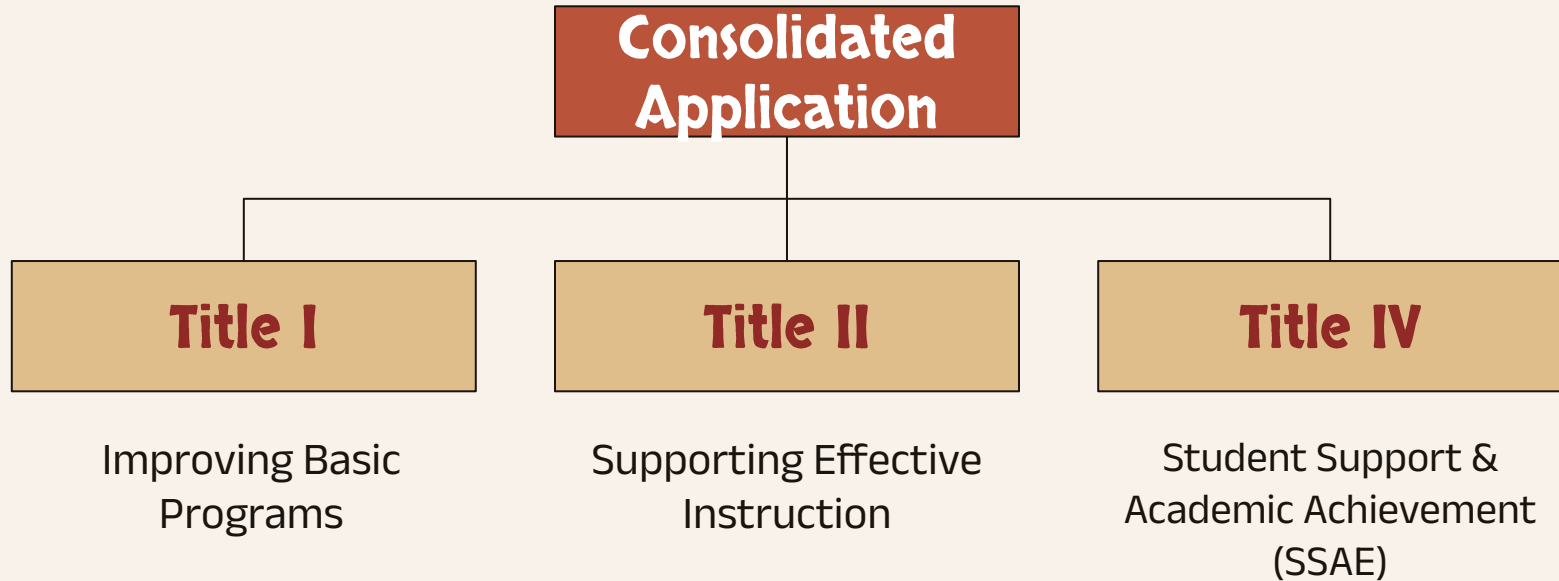 Consolidated
Application
Title I
Title II
Title IV
Improving Basic
Programs
Supporting Effective
Instruction
Student Support &
Academic Achievement
(SSAE)